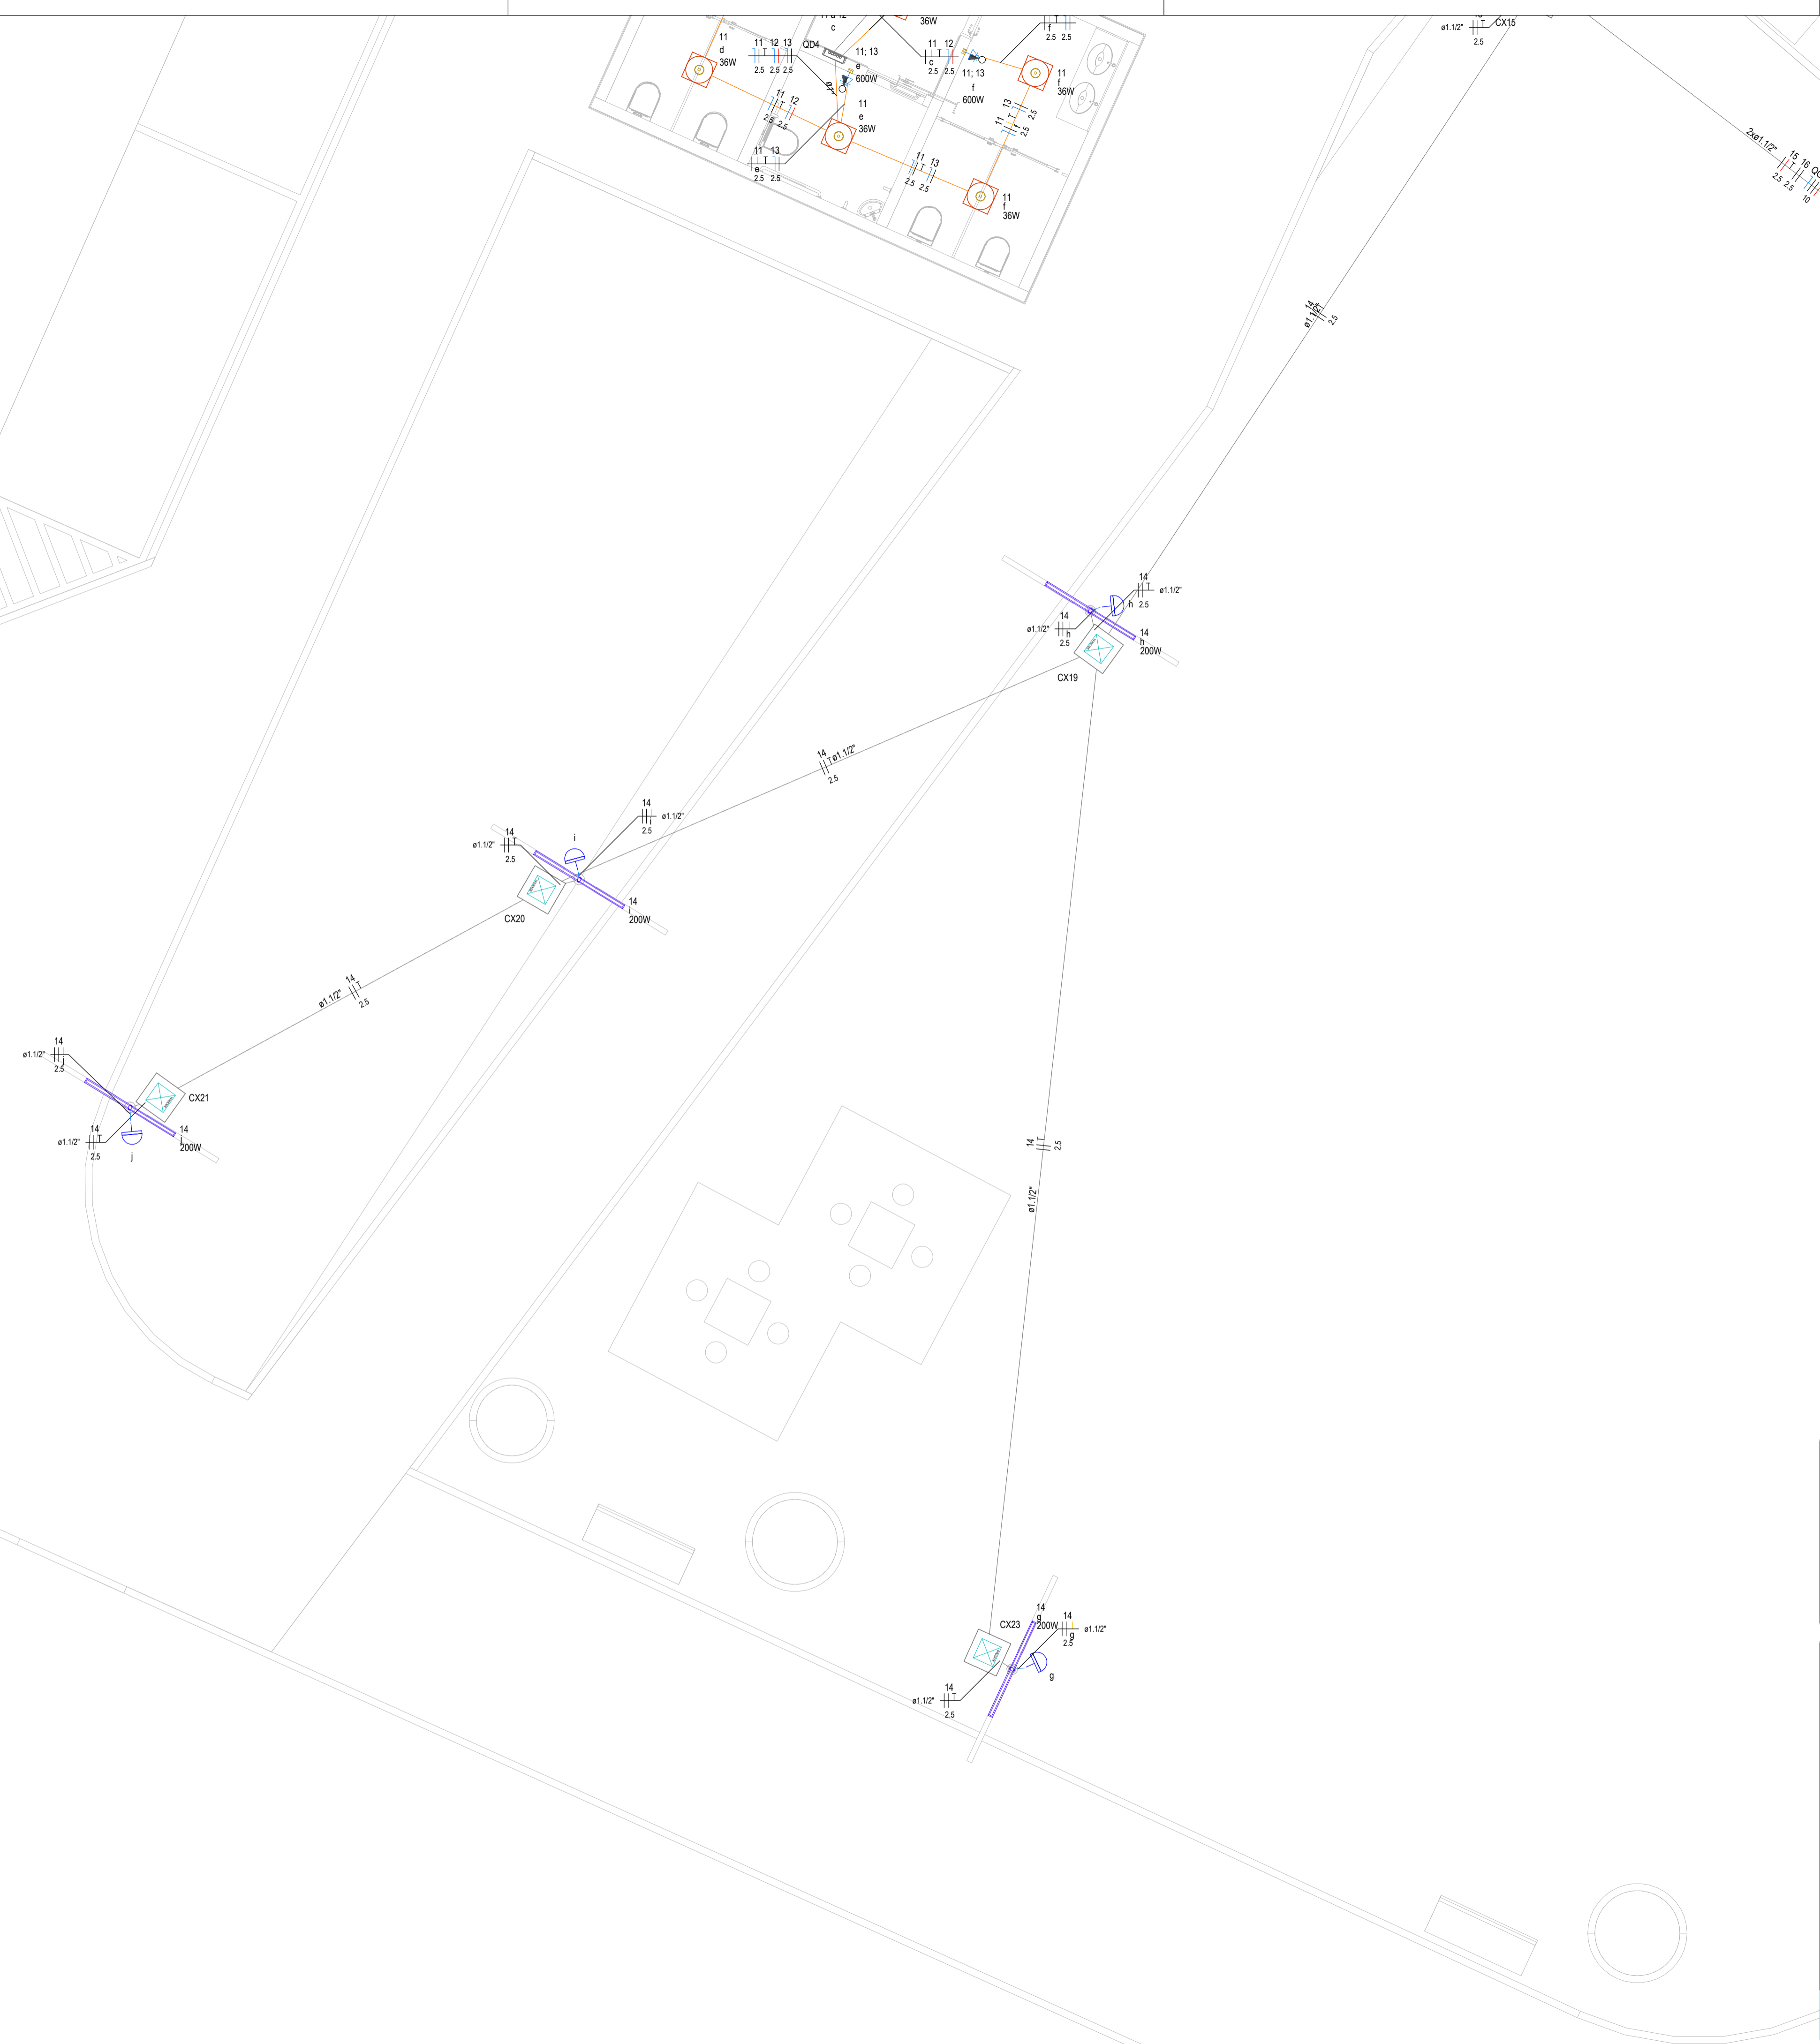 36W
c
QD4
11
d
36W
11
T
12
13
2.5
2.5
2.5
11; 13
e
600W
ø1"
11
12
c
T
2.5
2.5
T
f
2.5
2.5
11; 13
f
600W
11
f
36W
ø1.1/2"
T
2.5
CX15
11
T
12
2.5
2.5
11
e
36W
13
T
2.5
11
f
2.5
11
T
13
e
2.5
2.5
11
T
13
2.5
2.5
11
f
36W
2xø1.1/2"
15
T
16
2.5
2.5
10
14
T
ø1.1/2"
2.5
14
T
ø1.1/2"
h
2.5
14
ø1.1/2"
h
2.5
14
h
200W
CX19
14
T
ø1.1/2"
2.5
14
ø1.1/2"
i
2.5
14
T
ø1.1/2"
2.5
i
14
i
200W
CX20
14
T
ø1.1/2"
2.5
14
ø1.1/2"
j
2.5
CX21
14
T
ø1.1/2"
2.5
14
j
200W
j
14
T
2.5
ø1.1/2"
CX23
14
g
200W
14
ø1.1/2"
g
2.5
g
14
T
ø1.1/2"
2.5